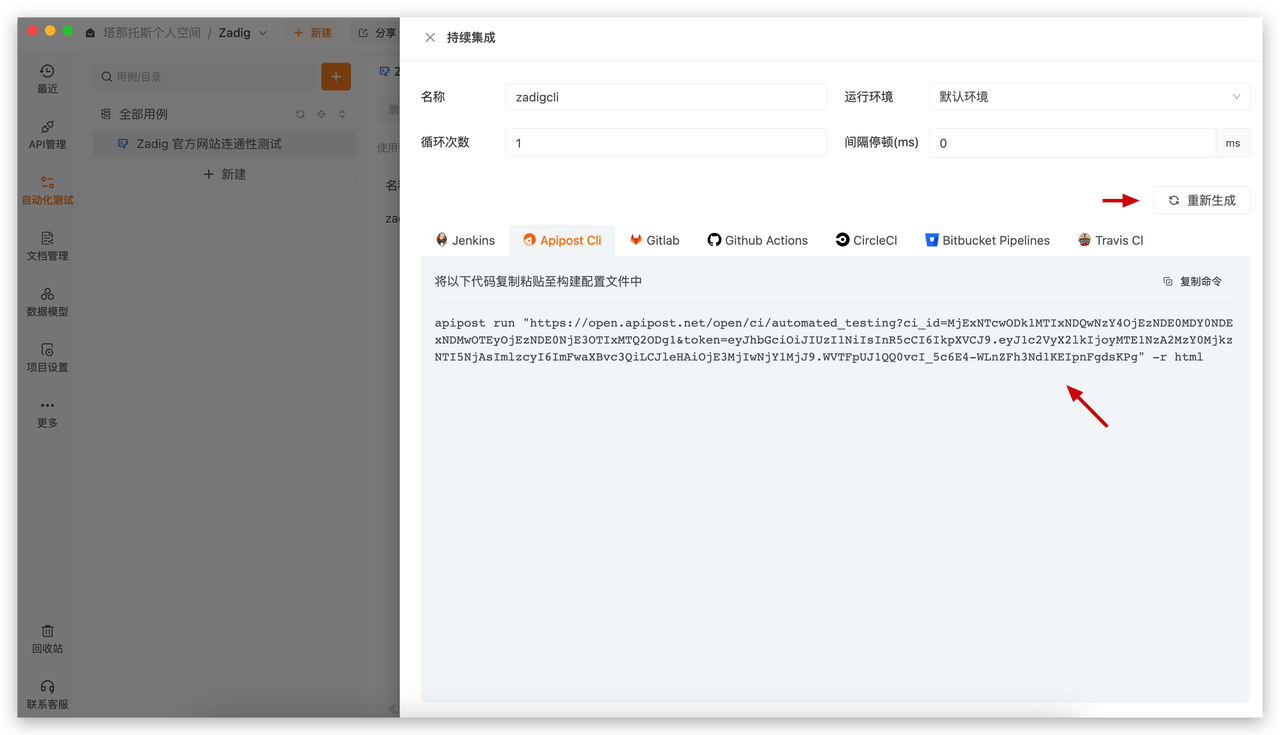 塔那托斯个人空间 / Zadig
+ 新建
分享
持续集成
最近
API管理
自动化测试
文档管理
数据模型
项目设置
更多
回收站
联系客服
用例/目录
全部用例
Zadig 官方网站连通性测试
+ 新建
名称
zadigcli
运行环境
默认环境
循环次数
1
间隔停顿(ms)
0
ms
重新生成
Jenkins
Apipost Cli
Gitlab
Github Actions
CircleCI
Bitbucket Pipelines
Travis CI
将以下代码复制粘贴至构建配置文件中
复制命令
apipost run "https://open.apipost.net/open/ci/automated_testing?ci_id=MjExNTcwODk1MTIxNDQwNzY4OjEzNDE0MDY0NDE
xNDMwOTEyOjEzNDE0NjE3OTIxMTQ2ODg1&token=eyJhbGciOiJIUzI1NiIsInR5cCI6IkpXVCJ9.eyJ1c2VyX2lkIjoyMTE1NzA2MzY0Mjkz
NTI5NjAsImlzcyI6ImFwaXBvc3QiLCJleHAiOjE3MjIwNjY1MjJ9.WVTFpUJ1QQ0vcI_5c6E4-WLnZFh3Nd1KEIpnFgdsKPg" -r html